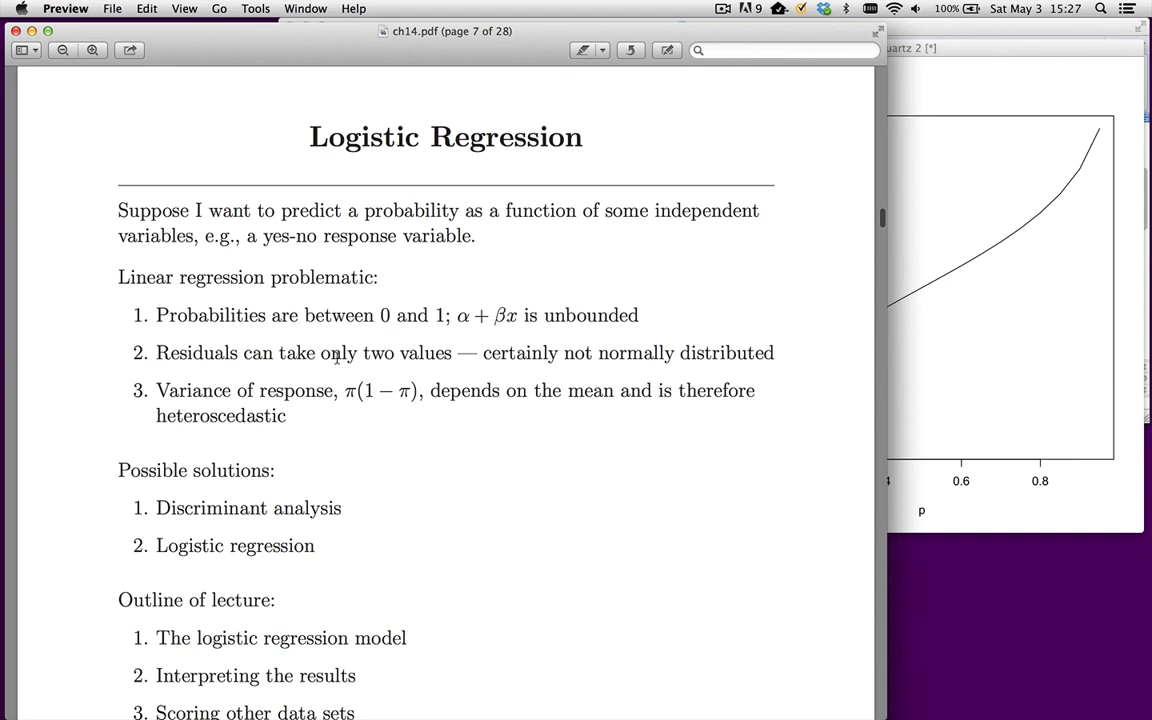 Preview File Edit View Go Tools Window Help
9 100% Sat May 3 15:27
ch14.pdf (page 7 of 28)
uartz 2 [*]
Logistic Regression
Suppose I want to predict a probability as a function of some independent
variables, e.g., a yes-no response variable.
Linear regression problematic:
1. Probabilities are between 0 and 1; α + βx is unbounded
2. Residuals can take only two values — certainly not normally distributed
3. Variance of response, π(1 − π), depends on the mean and is therefore
heteroscedastic
Possible solutions:
1. Discriminant analysis
2. Logistic regression
Outline of lecture:
1. The logistic regression model
2. Interpreting the results
3. Scoring other data sets
0.6 0.8
p